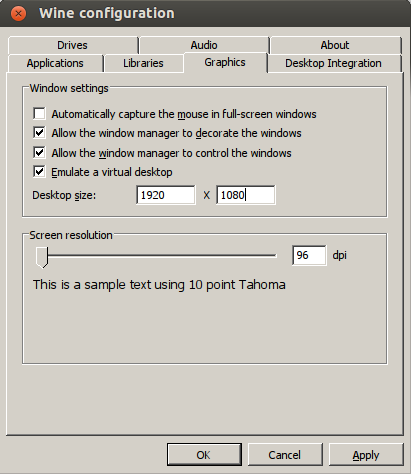 Wine configuration
Drives Audio About
Applications Libraries Graphics Desktop Integration
Window settings
Automatically capture the mouse in full-screen windows
Allow the window manager to decorate the windows
Allow the window manager to control the windows
Emulate a virtual desktop
Desktop size: 1920 X 1080
Screen resolution
96 dpi
This is a sample text using 10 point Tahoma
OK Cancel Apply